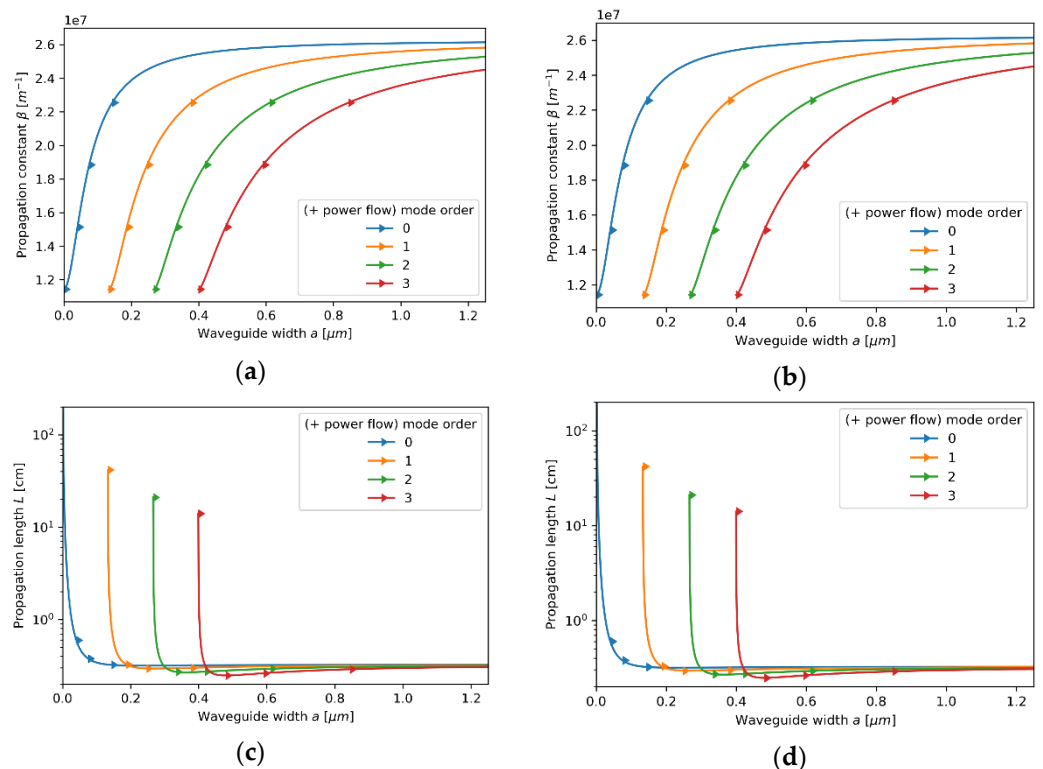 1e7
Propagation constant β [m⁻¹]
2.6
2.4
2.2
2.0
1.8
1.6
1.4
1.2
(+ power flow) mode order
0
1
2
3
0.0 0.2 0.4 0.6 0.8 1.0 1.2
Waveguide width a [μm]
(a)
1e7
Propagation constant β [m⁻¹]
2.6
2.4
2.2
2.0
1.8
1.6
1.4
1.2
(+ power flow) mode order
0
1
2
3
0.0 0.2 0.4 0.6 0.8 1.0 1.2
Waveguide width a [μm]
(b)
Propagation length L [cm]
10²
10¹
10⁰
(+ power flow) mode order
0
1
2
3
0.0 0.2 0.4 0.6 0.8 1.0 1.2
Waveguide width a [μm]
(c)
Propagation length L [cm]
10²
10¹
10⁰
(+ power flow) mode order
0
1
2
3
0.0 0.2 0.4 0.6 0.8 1.0 1.2
Waveguide width a [μm]
(d)